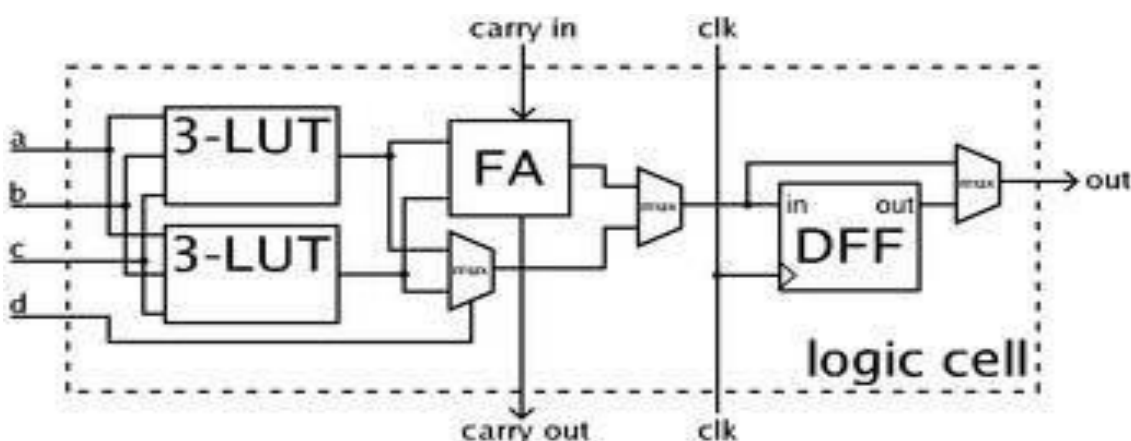 carry in
clk
a
3-LUT
b
FA
mux
mux
out
in
out
c
3-LUT
mux
DFF
d
logic cell
carry out
clk